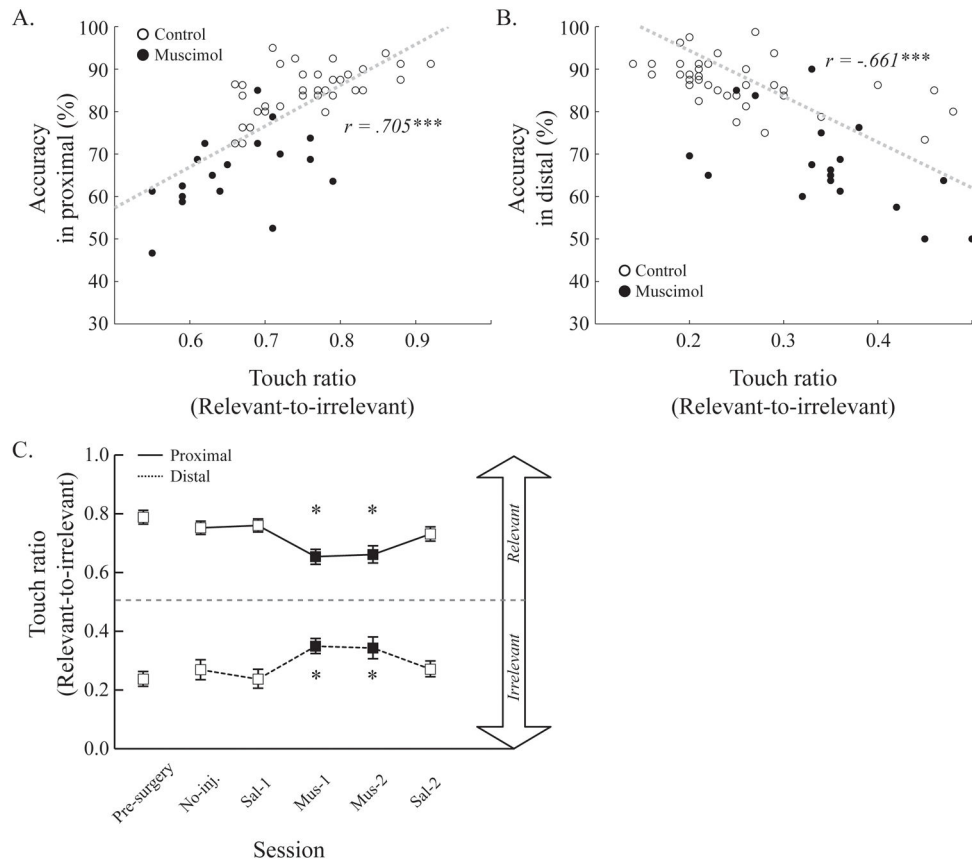 A.
Control
Muscimol
100
90
80
70
60
50
40
30
Accuracy
in proximal (%)
r = .705***
0.6
0.7
0.8
0.9
Touch ratio
(Relevant-to-irrelevant)
B.
100
90
80
70
60
50
40
30
Accuracy
in distal (%)
r = -.661***
Control
Muscimol
0.2
0.3
0.4
Touch ratio
(Relevant-to-irrelevant)
C.
Proximal
Distal
1.0
0.8
0.6
0.4
0.2
0.0
Touch ratio
(Relevant-to-irrelevant)
* *
* *
Relevant
Irrelevant
Pre-surgery
No-inj.
Sal-1
Mus-1
Mus-2
Sal-2
Session